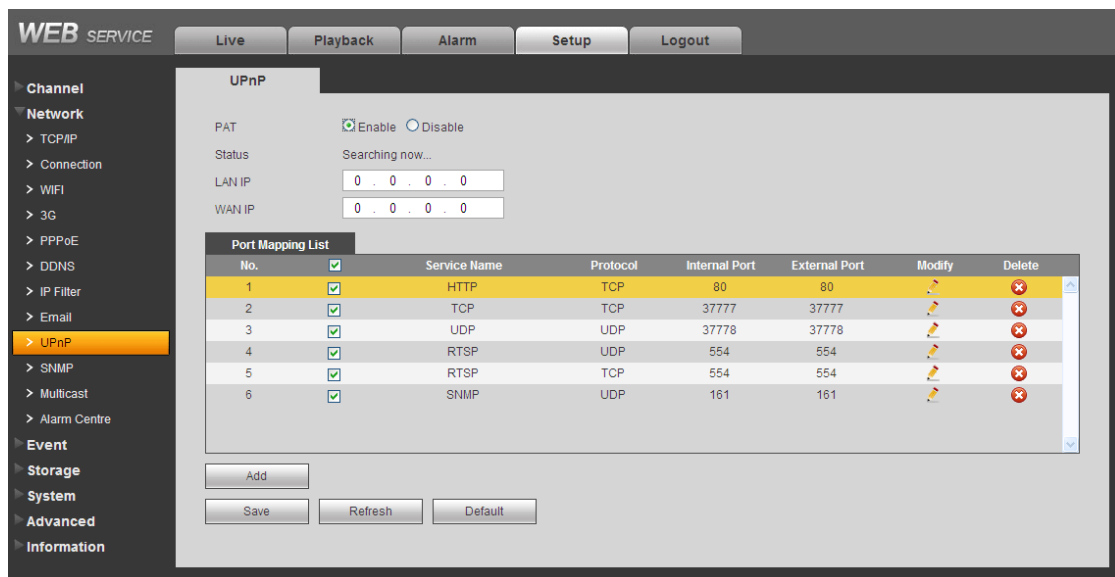 WEB SERVICE
Live Playback Alarm Setup Logout
Channel
Network
> TCP/IP
> Connection
> WIFI
> 3G
> PPPoE
> DDNS
> IP Filter
> Email
> UPnP
> SNMP
> Multicast
> Alarm Centre
Event
Storage
System
Advanced
Information
UPnP
PAT Enable Disable
Status Searching now...
LAN IP 0 . 0 . 0 . 0
WAN IP 0 . 0 . 0 . 0
Port Mapping List
No. Service Name Protocol Internal Port External Port Modify Delete
1 HTTP TCP 80 80
2 TCP TCP 37777 37777
3 UDP UDP 37778 37778
4 RTSP UDP 554 554
5 RTSP TCP 554 554
6 SNMP UDP 161 161
Add
Save Refresh Default